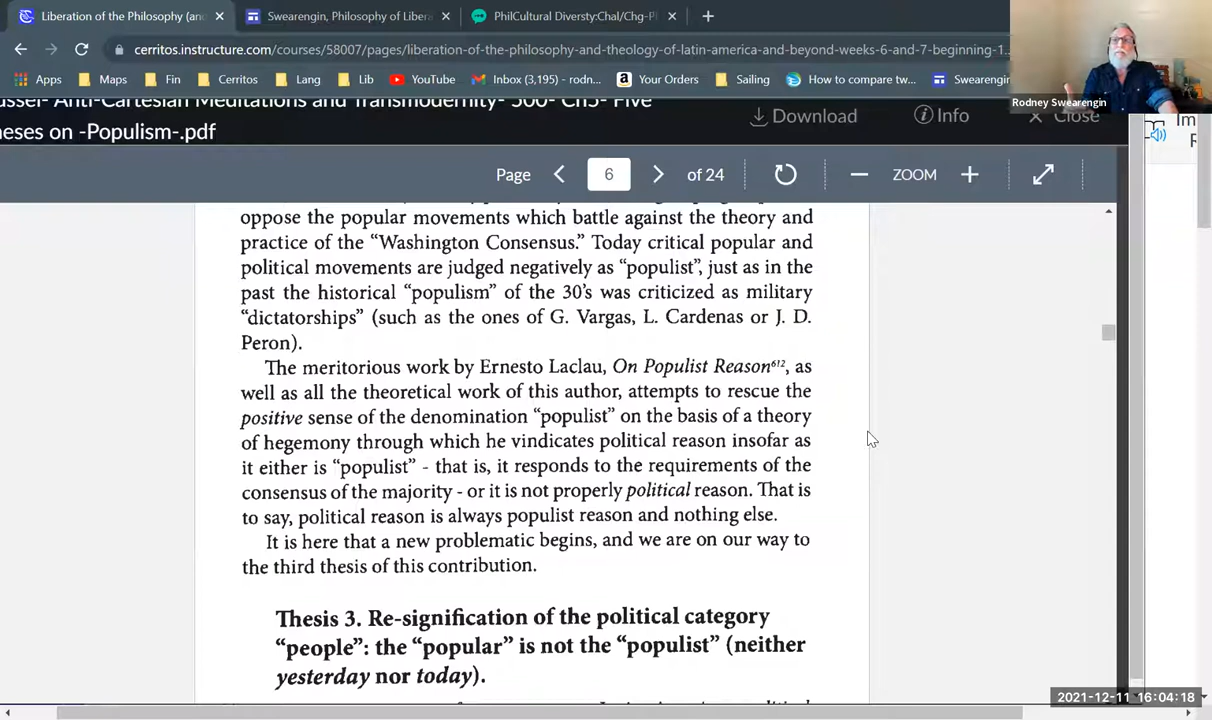 Liberation of the Philosophy (an
Swearengin, Philosophy of Libera
PhilCultural Diversty:Chal/Chg-P
cerritos.instructure.com/courses/58007/pages/liberation-of-the-philosophy-and-theology-of-latin-america-and-beyond-weeks-6-and-7-beginning-1...
Apps
Maps
Fin
Cerritos
Lang
Lib
YouTube
Inbox (3,195) - rodn...
Your Orders
Sailing
How to compare tw...
Swearengin
Rodney Swearengin
ussel- Anti-Cartesian Meditations and Transmodernity- 300- Ch5- Five
heses on -Populism-.pdf
Download
Info
Close
Im
R
Page
6
of 24
ZOOM
oppose the popular movements which battle against the theory and
practice of the “Washington Consensus.” Today critical popular and
political movements are judged negatively as “populist”, just as in the
past the historical “populism” of the 30’s was criticized as military
“dictatorships” (such as the ones of G. Vargas, L. Cardenas or J. D.
Peron).
The meritorious work by Ernesto Laclau, On Populist Reason⁶¹², as
well as all the theoretical work of this author, attempts to rescue the
positive sense of the denomination “populist” on the basis of a theory
of hegemony through which he vindicates political reason insofar as
it either is “populist” - that is, it responds to the requirements of the
consensus of the majority - or it is not properly political reason. That is
to say, political reason is always populist reason and nothing else.
It is here that a new problematic begins, and we are on our way to
the third thesis of this contribution.
Thesis 3. Re-signification of the political category
“people”: the “popular” is not the “populist” (neither
yesterday nor today).
2021-12-11 16:04:18